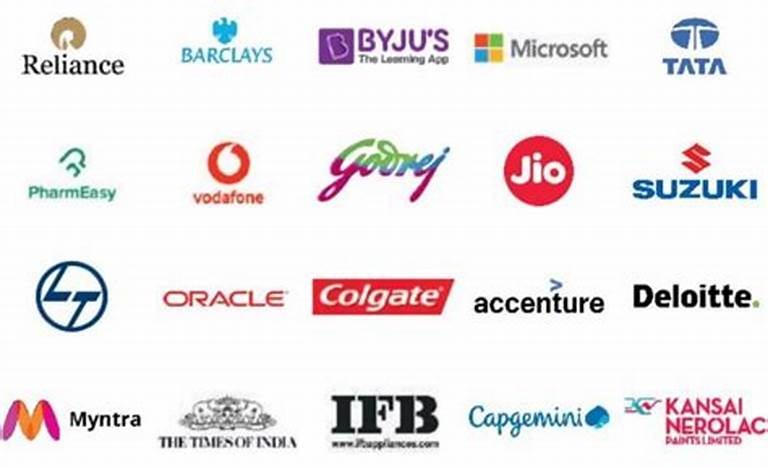 Reliance
BARCLAYS
BYJU'S
The Learning App
Microsoft
TATA
PharmEasy
vodafone
Godrej
Jio
SUZUKI
LT
ORACLE
Colgate
accenture
Deloitte.
Myntra
THE TIMES OF INDIA
IFB
www.ifbappliances.com
Capgemini
KANSAI
NEROLAC
PAINTS LIMITED